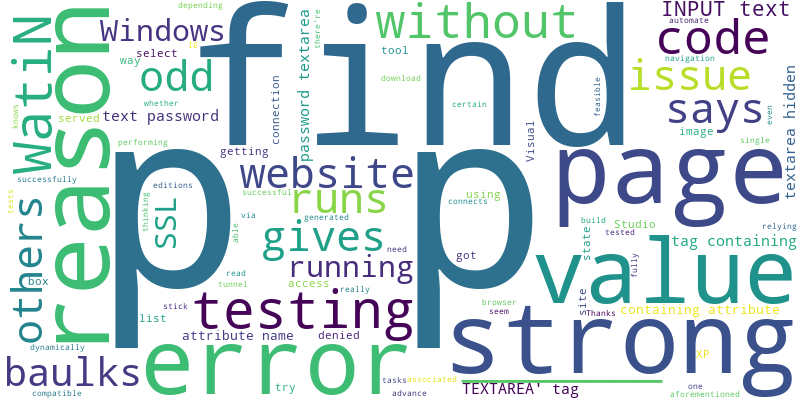 depending
there're
INPUT text
automate
Windows
find
without
code
IE
navigation
select
way
tool
WatiN
reason
odd
issue
download
whether
connection
password textarea
textarea hidden
feasible
certain
says
knows
served
text password
even
image
Visual
performing
getting
p p
page
single
website
successfully
editions
thinking
SSL
successful
runs
using
connects
tests
others
via
generated
able
gives
state
build
Studio
tested
relying
tag containing
need
got
running
read
tunnel
access
really
fully
value
box
list
testing
stick
browser
seem
site
Thanks
containing attribute
strong
attribute name
denied
dynamically
error
XP
baulks
try
tasks
associated
TEXTAREA' tag
one
compatible
advance
aforementioned